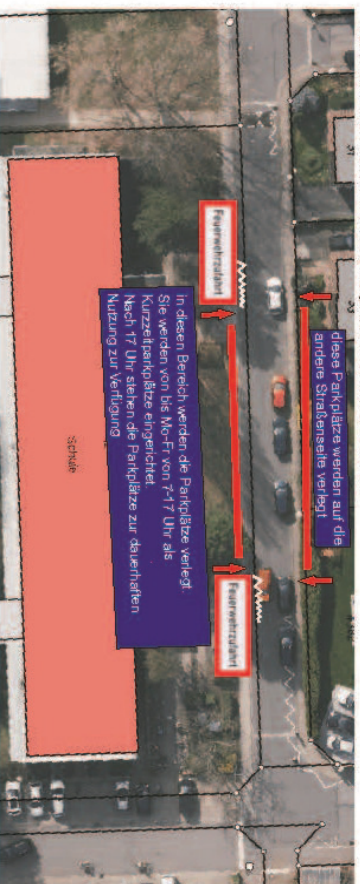 diese Parkplätze werden auf die
andere Straßenseite verlegt
Feuerwehrzufahrt
Feuerwehrzufahrt
in diesen Bereich werden die Parkplätze verlegt.
Sie werden von bis Mo-Fr von 7-17 Uhr als
Kurzzeitparkplätze eingerichtet.
Nach 17 Uhr stehen die Parkplätze zur dauerhaften
Nutzung zur Verfügung
Schule